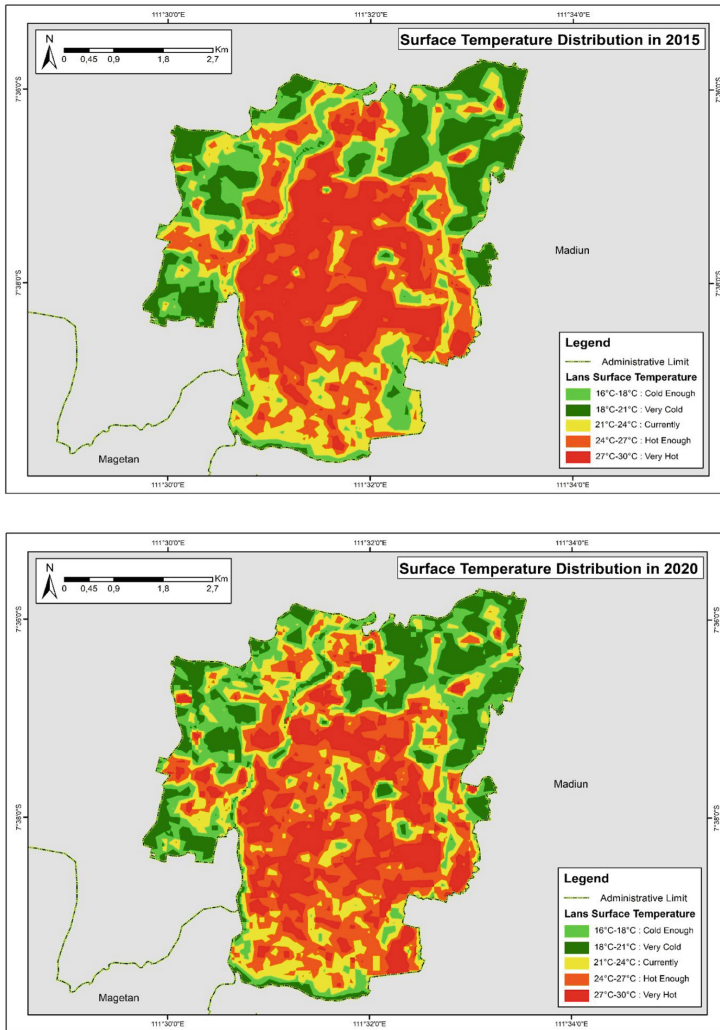 111°30'0"E 111°32'0"E 111°34'0"E
N
Km
0 0,45 0,9 1,8 2,7
Surface Temperature Distribution in 2015
7°36'0"S 7°36'0"S
Madiun
7°38'0"S 7°38'0"S
Legend
Administrative Limit
Lans Surface Temperature
16°C-18°C : Cold Enough
18°C-21°C : Very Cold
21°C-24°C : Currently
24°C-27°C : Hot Enough
27°C-30°C : Very Hot
Magetan
111°30'0"E 111°32'0"E 111°34'0"E
111°30'0"E 111°32'0"E 111°34'0"E
N
Km
0 0,45 0,9 1,8 2,7
Surface Temperature Distribution in 2020
7°36'0"S 7°36'0"S
Madiun
7°38'0"S 7°38'0"S
Legend
Administrative Limit
Lans Surface Temperature
16°C-18°C : Cold Enough
18°C-21°C : Very Cold
21°C-24°C : Currently
24°C-27°C : Hot Enough
27°C-30°C : Very Hot
Magetan
111°30'0"E 111°32'0"E 111°34'0"E